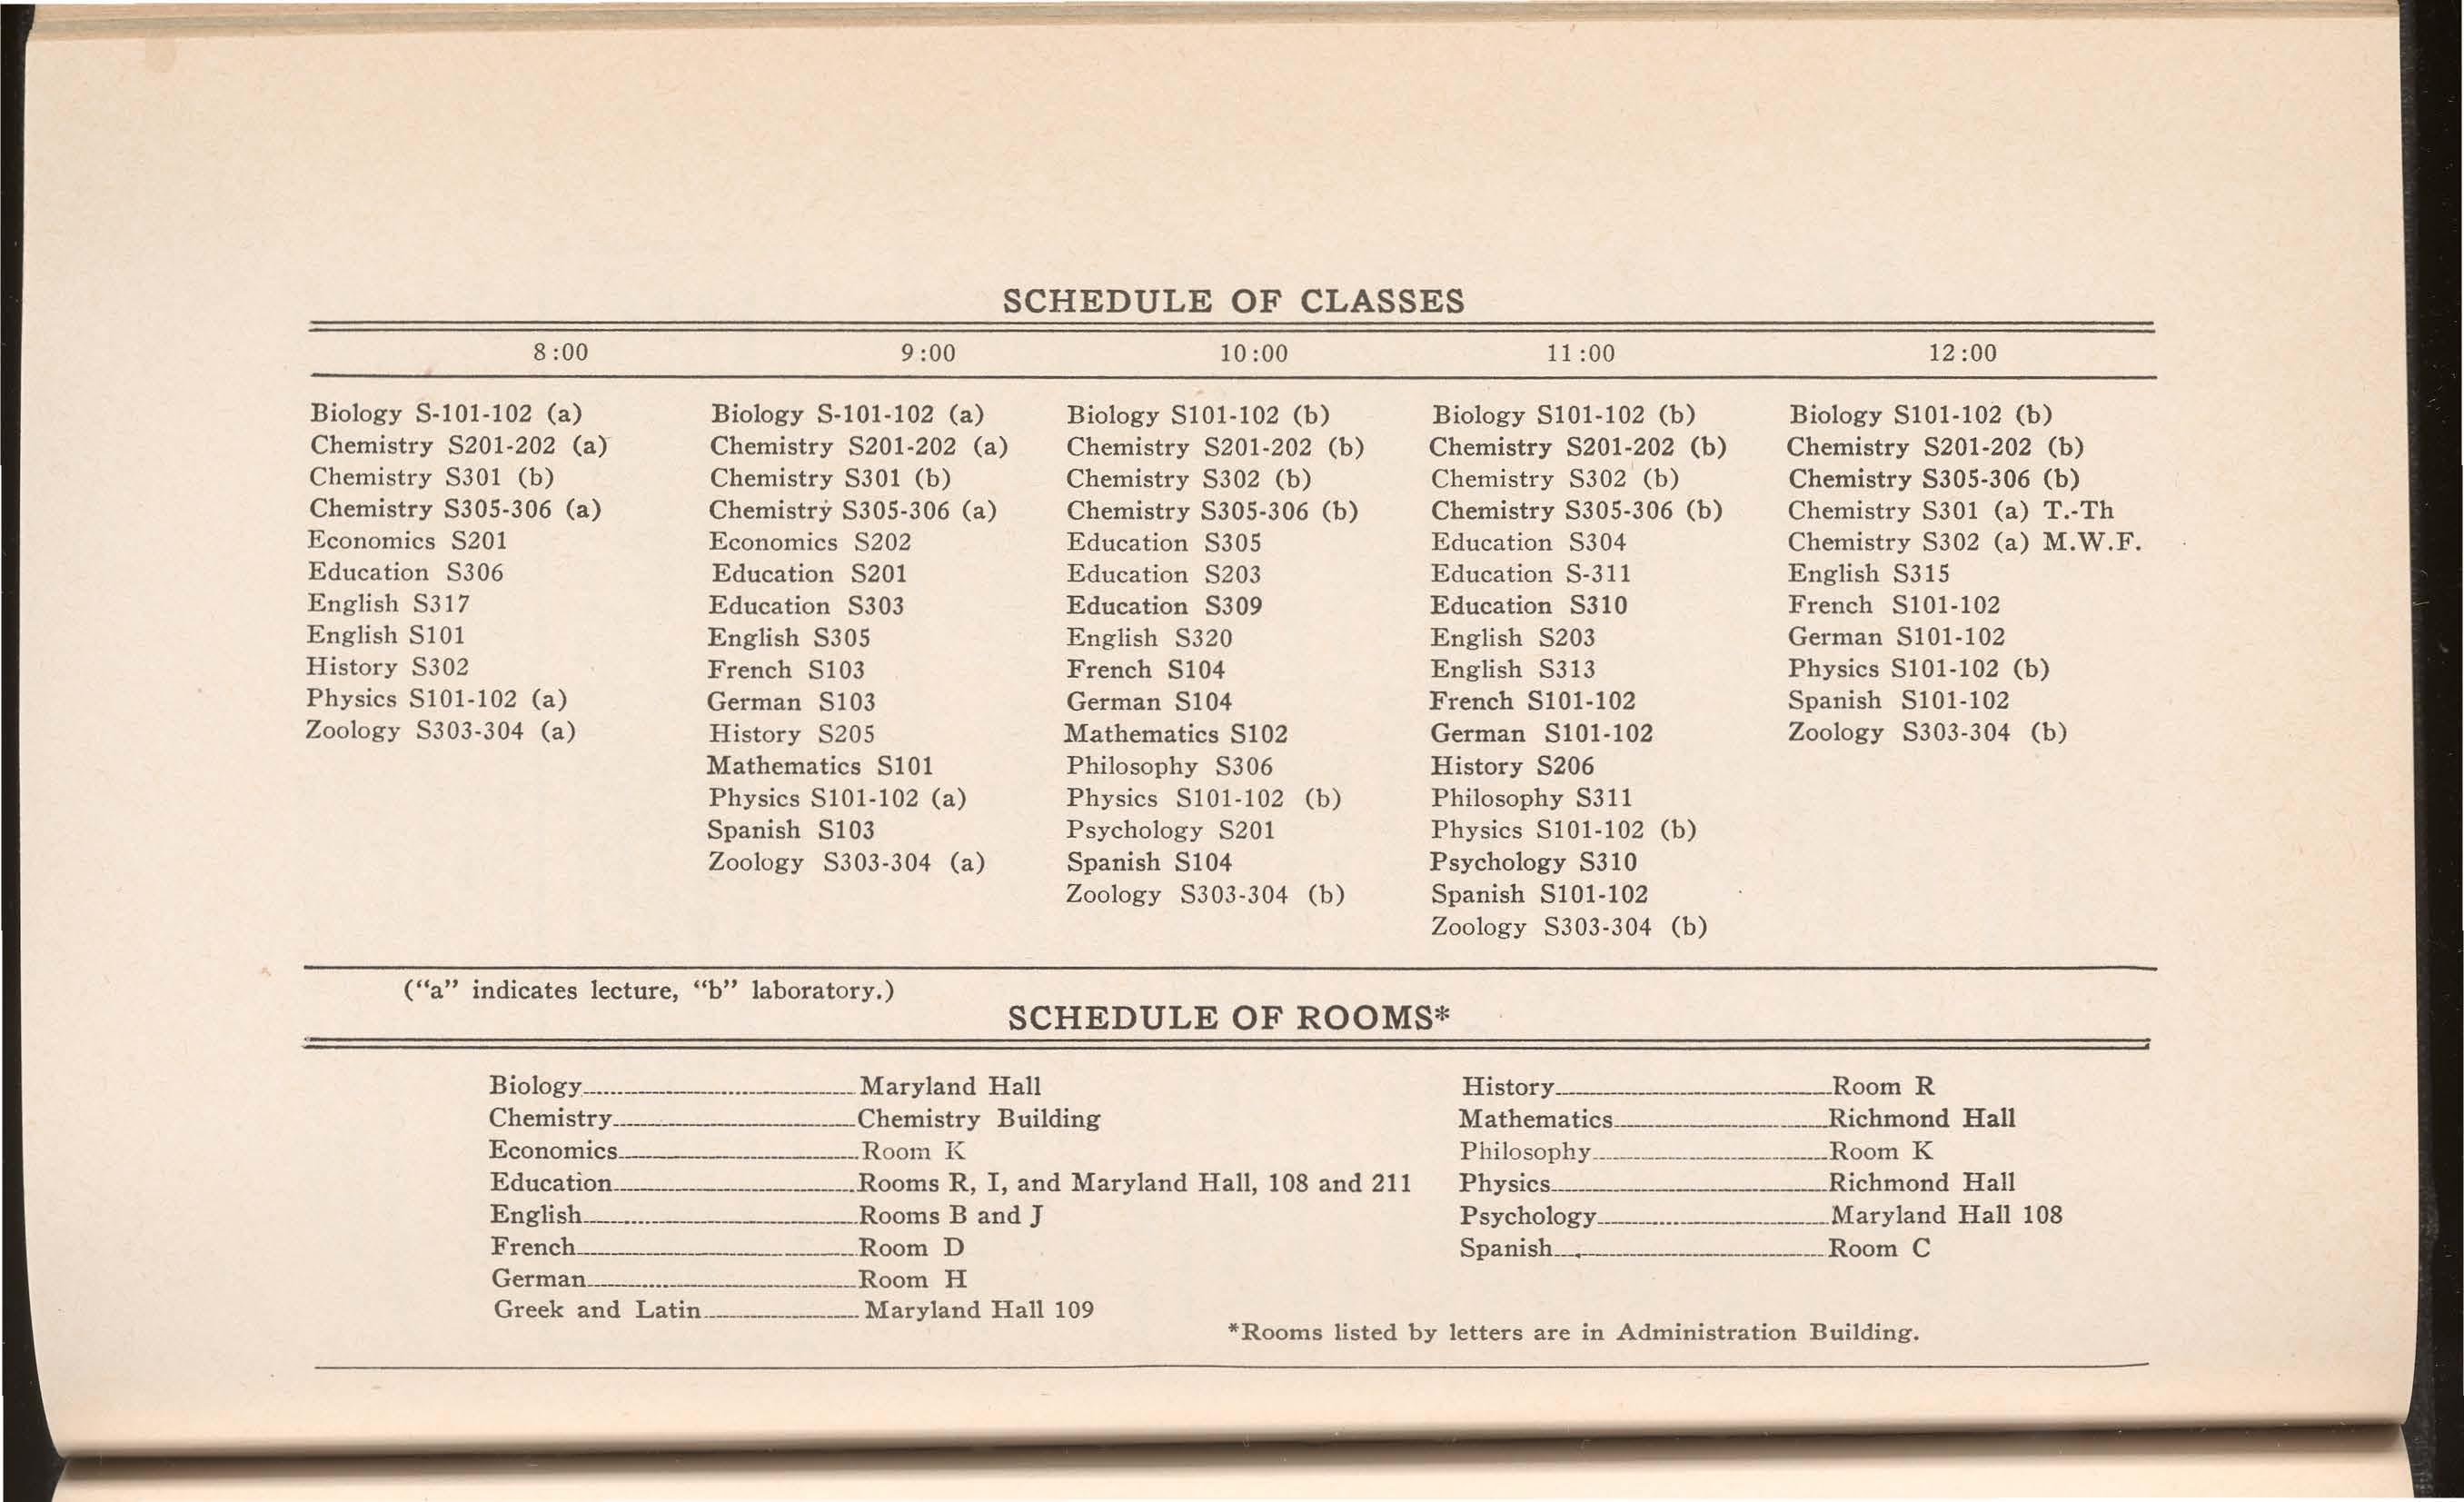 SCHEDULE OF CLASSES
8:00 9:00 10:00 11:00 12:00
Biology S-101-102 (a) Biology S-101-102 (a) Biology S101-102 (b) Biology S101-102 (b) Biology S101-102 (b)
Chemistry S201-202 (a) Chemistry S201-202 (a) Chemistry S201-202 (b) Chemistry S201-202 (b) Chemistry S201-202 (b)
Chemistry S301 (b) Chemistry S301 (b) Chemistry S302 (b) Chemistry S302 (b) Chemistry S305-306 (b)
Chemistry S305-306 (a) Chemistry S305-306 (a) Chemistry S305-306 (b) Chemistry S305-306 (b) Chemistry S301 (a) T.-Th
Economics S201 Economics S202 Education S305 Education S304 Chemistry S302 (a) M.W.F.
Education S306 Education S201 Education S203 Education S-311 English S315
English S317 Education S303 Education S309 Education S310 French S101-102
English S101 English S305 English S320 English S203 German S101-102
History S302 French S103 French S104 English S313 Physics S101-102 (b)
Physics S101-102 (a) German S103 German S104 French S101-102 Spanish S101-102
Zoology S303-304 (a) History S205 Mathematics S102 German S101-102 Zoology S303-304 (b)
Mathematics S101 Philosophy S306 History S206
Physics S101-102 (a) Physics S101-102 (b) Philosophy S311
Spanish S103 Psychology S201 Physics S101-102 (b)
Zoology S303-304 (a) Spanish S104 Psychology S310
Zoology S303-304 (b) Spanish S101-102
Zoology S303-304 (b)
("a" indicates lecture, "b" laboratory.)
SCHEDULE OF ROOMS*
Biology Maryland Hall History Room R
Chemistry Chemistry Building Mathematics Richmond Hall
Economics Room K Philosophy Room K
Education Rooms R, I, and Maryland Hall, 108 and 211 Physics Richmond Hall
English Rooms B and J Psychology Maryland Hall 108
French Room D Spanish Room C
German Room H
Greek and Latin Maryland Hall 109
*Rooms listed by letters are in Administration Building.